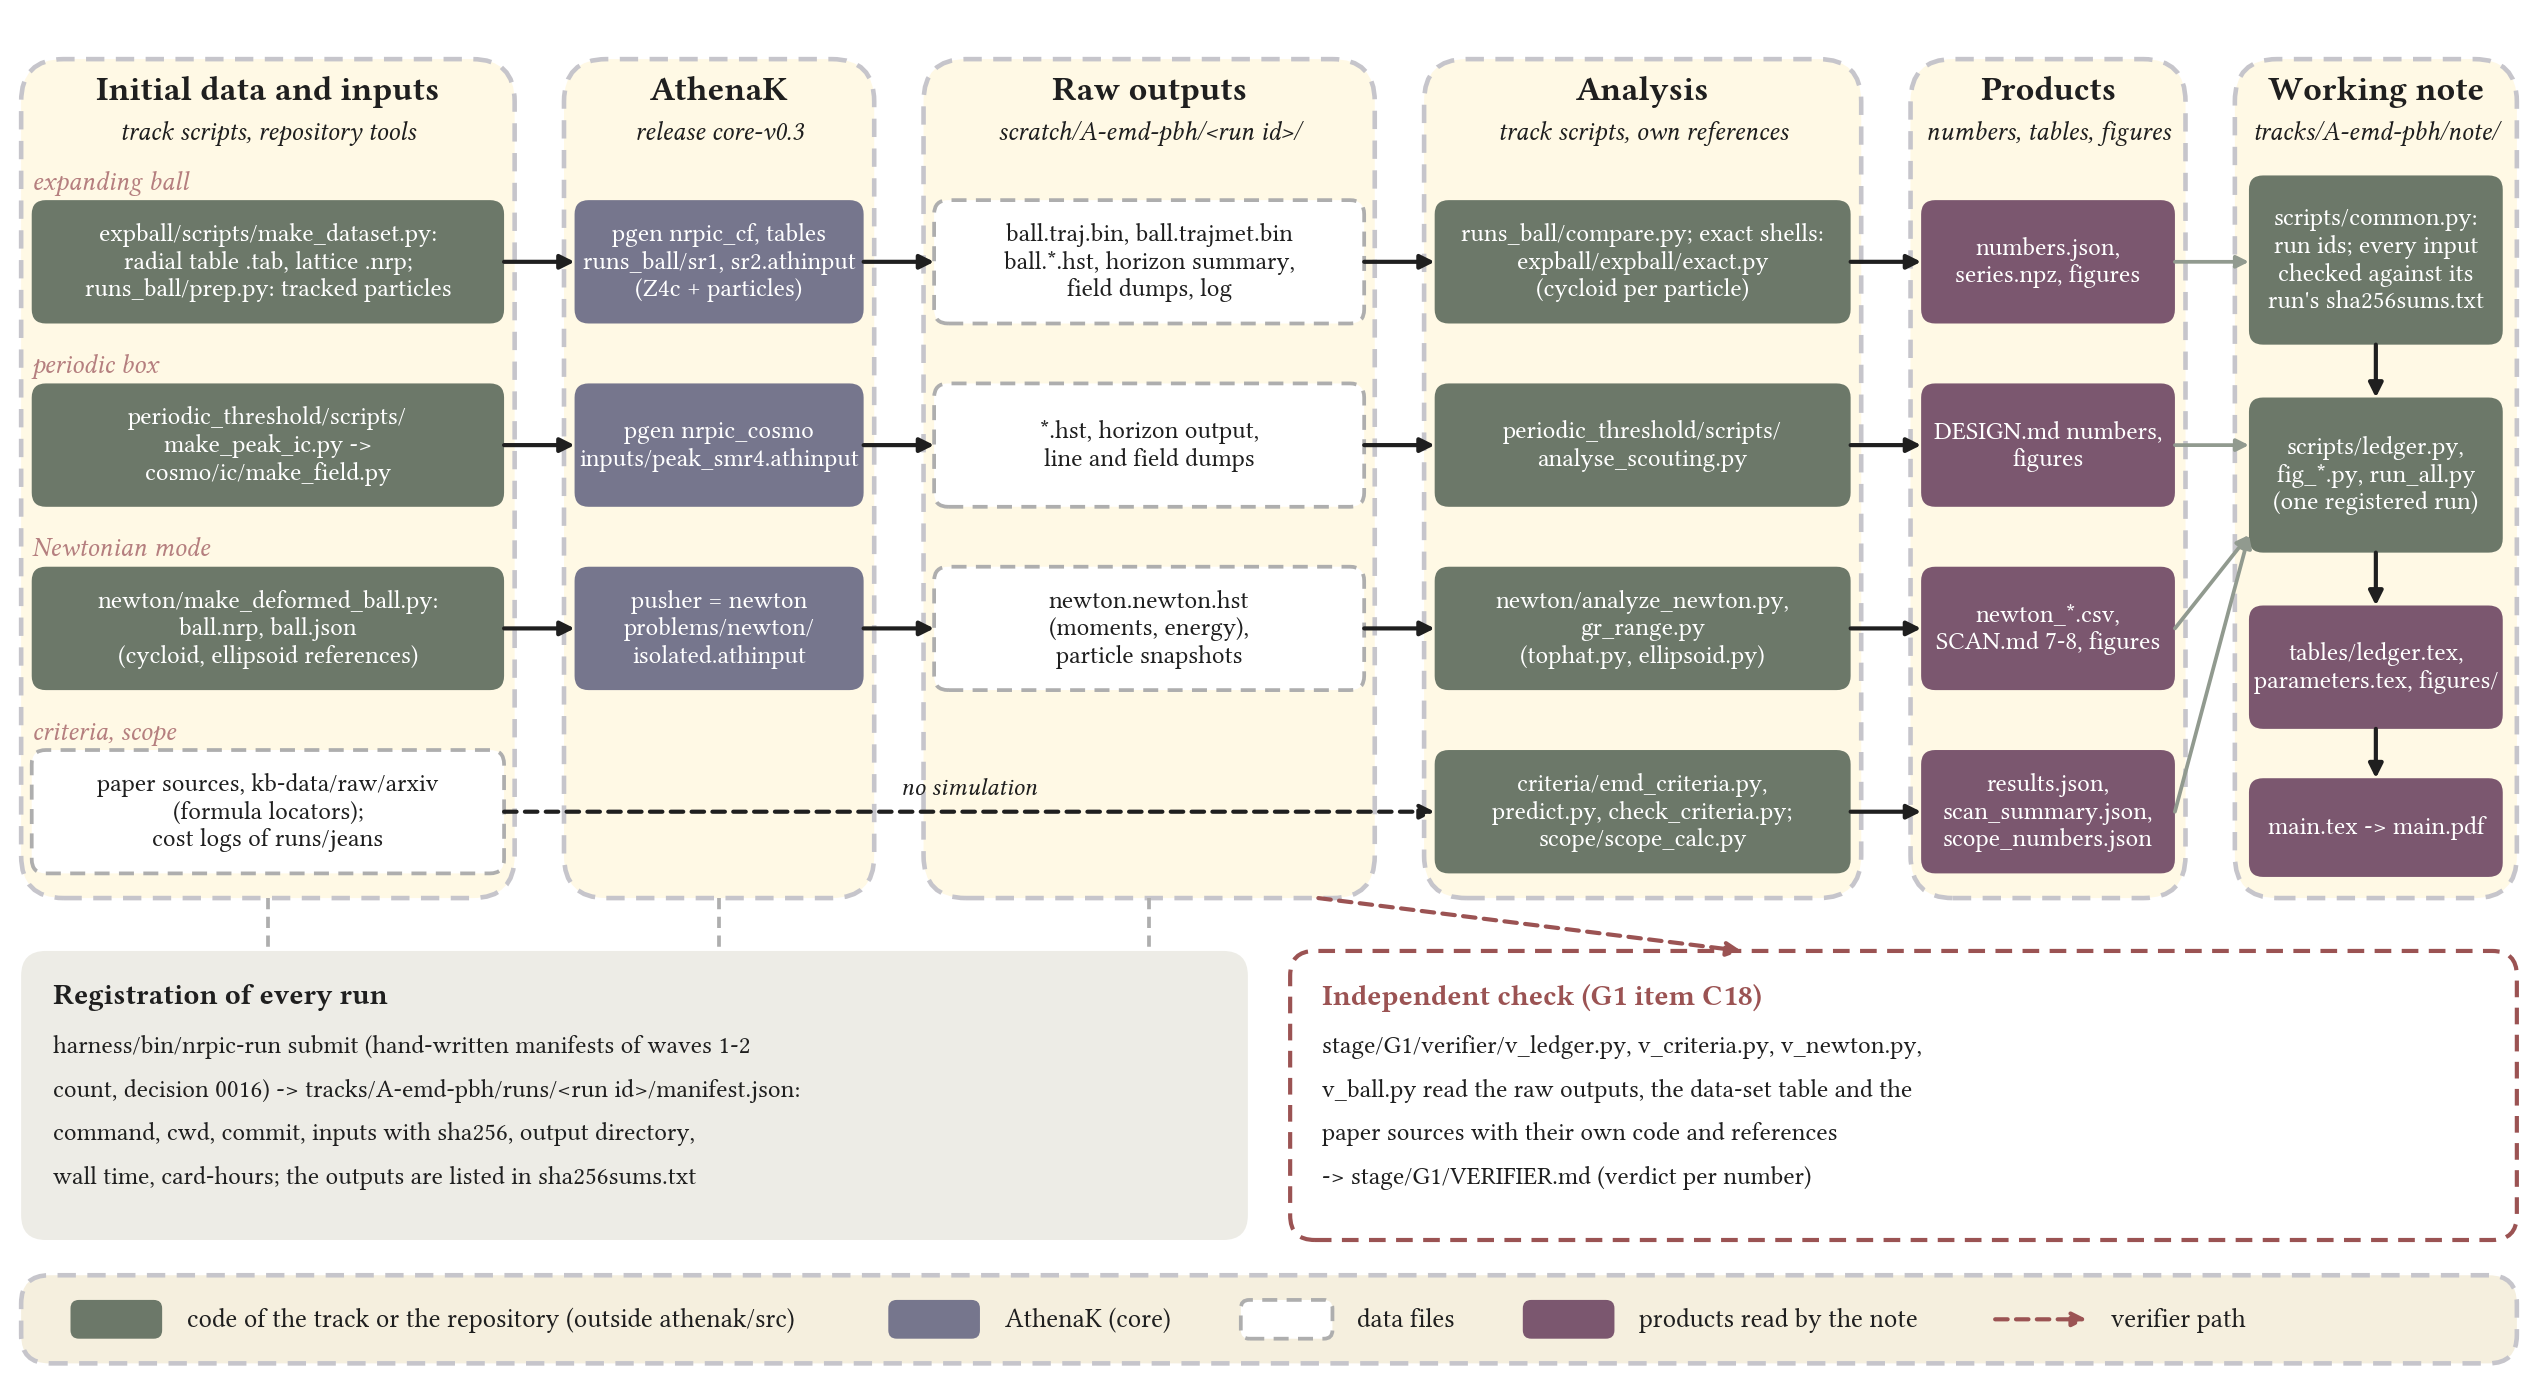 Initial data and inputs
track scripts, repository tools
expanding ball
expball/scripts/make_dataset.py:
radial table .tab, lattice .nrp;
runs_ball/prep.py: tracked particles
periodic box
periodic_threshold/scripts/
make_peak_ic.py ->
cosmo/ic/make_field.py
Newtonian mode
newton/make_deformed_ball.py:
ball.nrp, ball.json
(cycloid, ellipsoid references)
criteria, scope
paper sources, kb-data/raw/arxiv
(formula locators);
cost logs of runs/jeans
AthenaK
release core-v0.3
pgen nrpic_cf, tables
runs_ball/sr1, sr2.athinput
(Z4c + particles)
pgen nrpic_cosmo
inputs/peak_smr4.athinput
pusher = newton
problems/newton/
isolated.athinput
Raw outputs
scratch/A-emd-pbh/<run id>/
ball.traj.bin, ball.trajmet.bin
ball.*.hst, horizon summary,
field dumps, log
*.hst, horizon output,
line and field dumps
newton.newton.hst
(moments, energy),
particle snapshots
no simulation
Analysis
track scripts, own references
runs_ball/compare.py; exact shells:
expball/expball/exact.py
(cycloid per particle)
periodic_threshold/scripts/
analyse_scouting.py
newton/analyze_newton.py,
gr_range.py
(tophat.py, ellipsoid.py)
criteria/emd_criteria.py,
predict.py, check_criteria.py;
scope/scope_calc.py
Products
numbers, tables, figures
numbers.json,
series.npz, figures
DESIGN.md numbers,
figures
newton_*.csv,
SCAN.md 7-8, figures
results.json,
scan_summary.json,
scope_numbers.json
Working note
tracks/A-emd-pbh/note/
scripts/common.py:
run ids; every input
checked against its
run's sha256sums.txt
scripts/ledger.py,
fig_*.py, run_all.py
(one registered run)
tables/ledger.tex,
parameters.tex, figures/
main.tex -> main.pdf
Registration of every run
harness/bin/nrpic-run submit (hand-written manifests of waves 1-2
count, decision 0016) -> tracks/A-emd-pbh/runs/<run id>/manifest.json:
command, cwd, commit, inputs with sha256, output directory,
wall time, card-hours; the outputs are listed in sha256sums.txt
Independent check (G1 item C18)
stage/G1/verifier/v_ledger.py, v_criteria.py, v_newton.py,
v_ball.py read the raw outputs, the data-set table and the
paper sources with their own code and references
-> stage/G1/VERIFIER.md (verdict per number)
code of the track or the repository (outside athenak/src)
AthenaK (core)
data files
products read by the note
verifier path